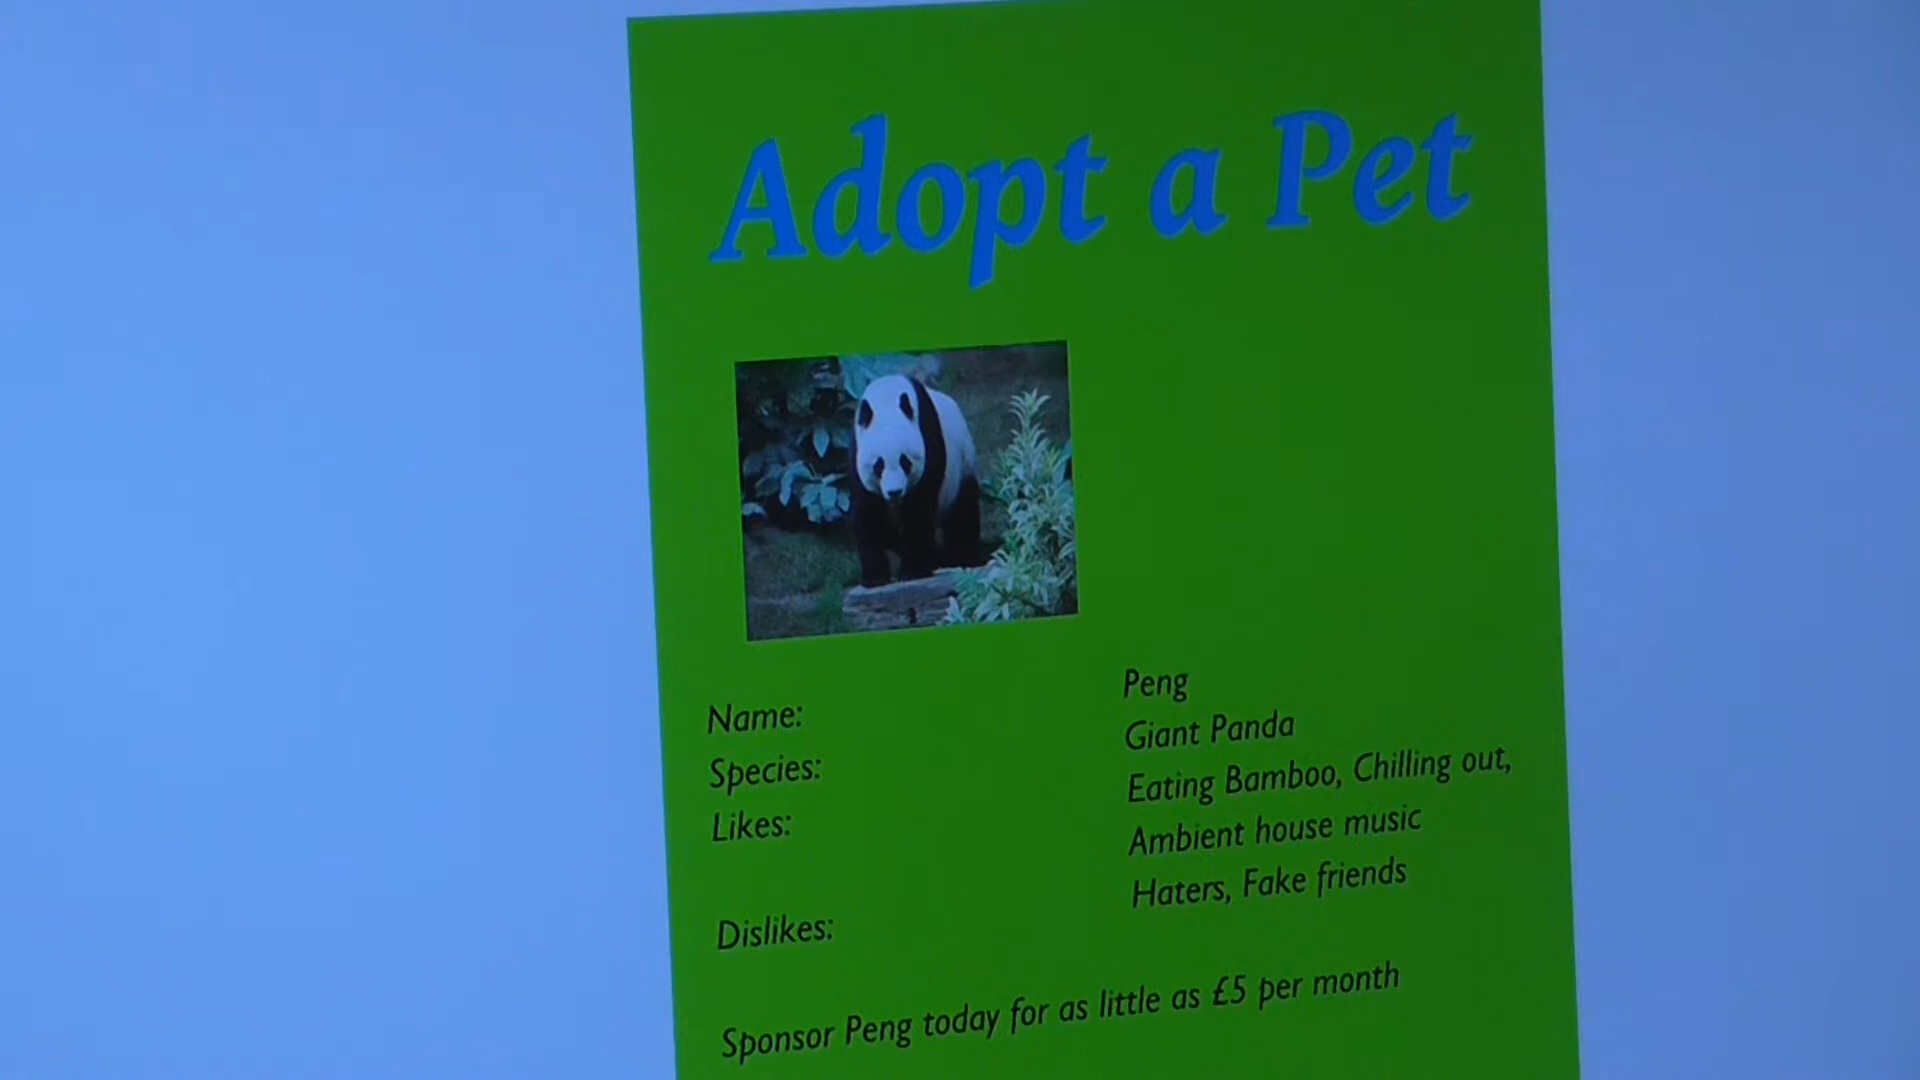 Adopt a Pet
Name: Peng
Species: Giant Panda
Likes: Eating Bamboo, Chilling out,
Ambient house music
Dislikes: Haters, Fake friends
Sponsor Peng today for as little as £5 per month